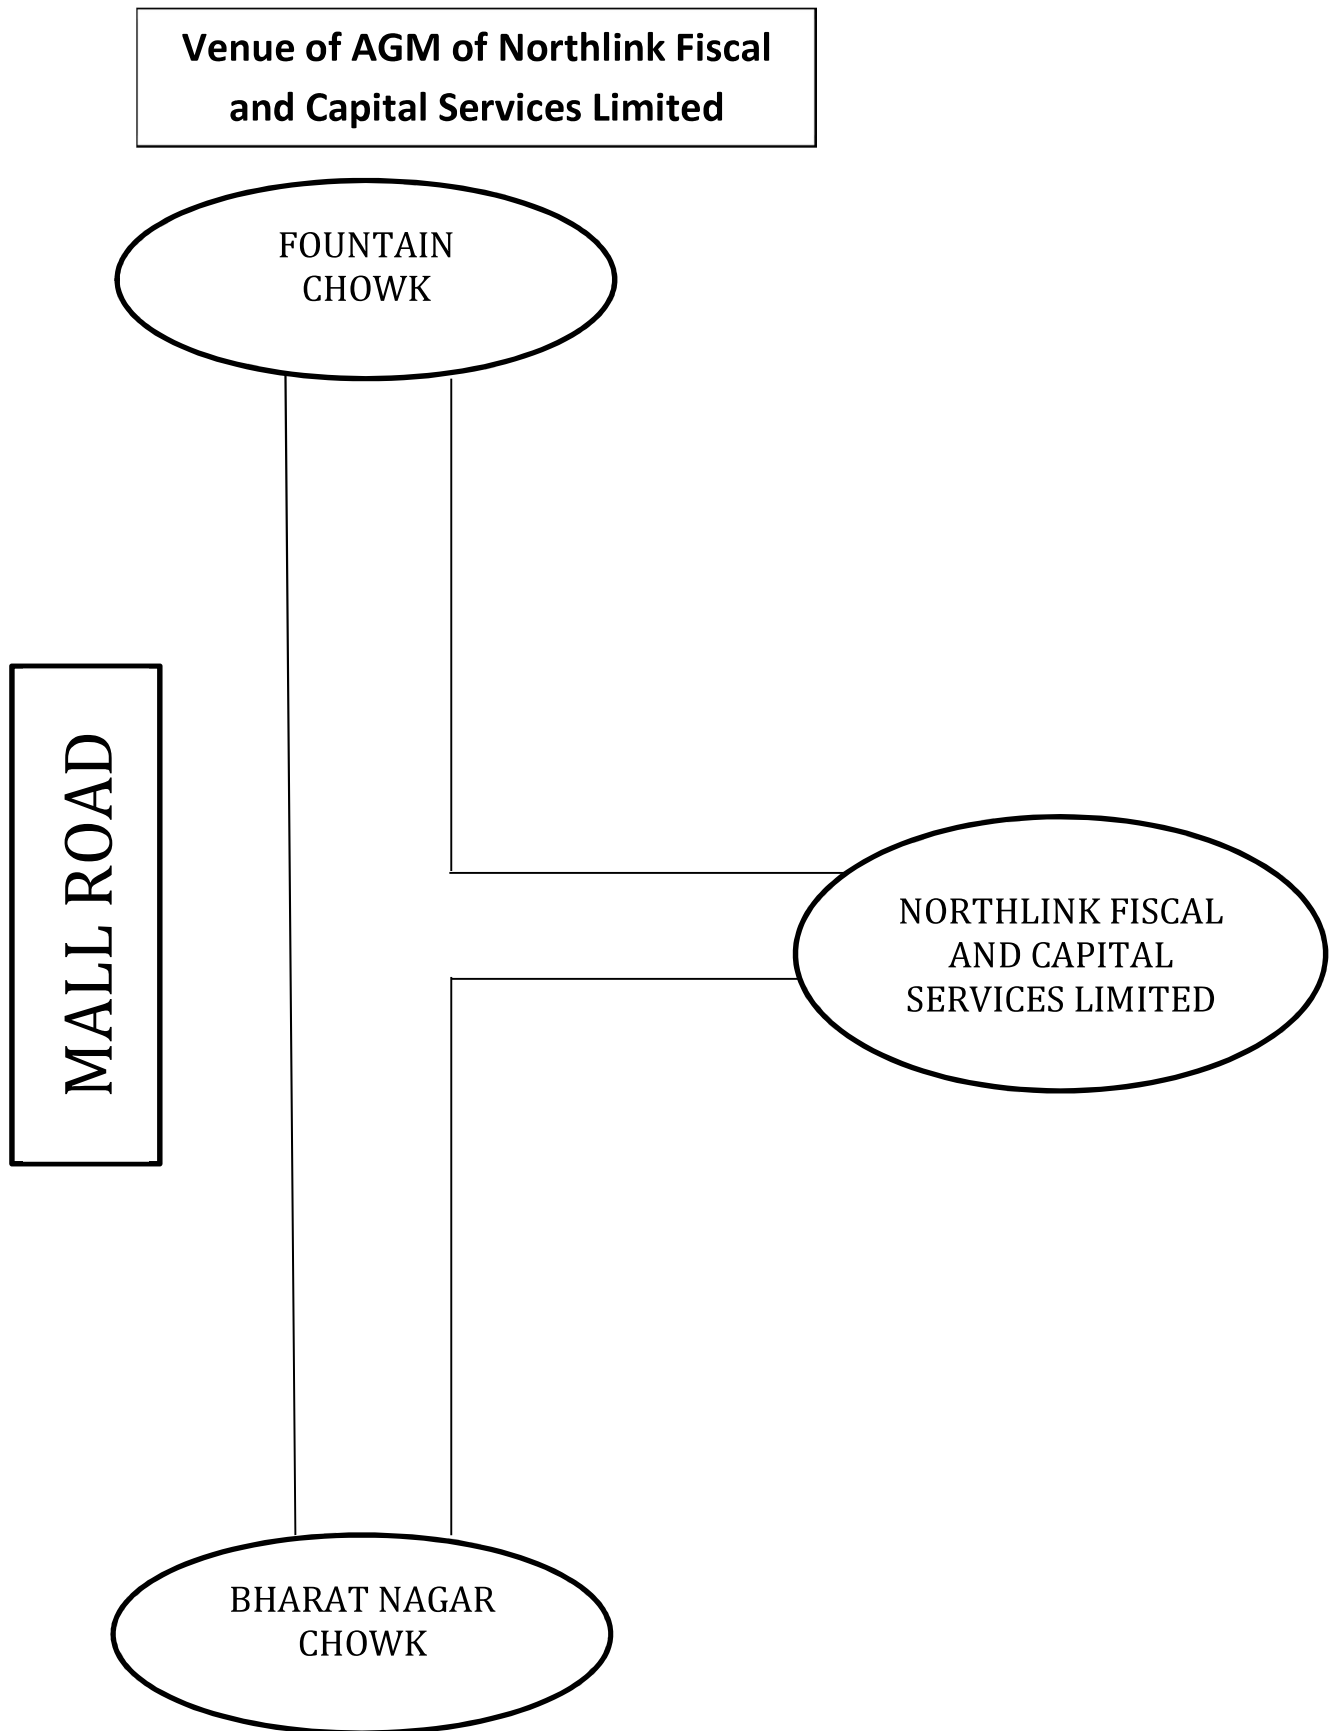 Venue of AGM of Northlink Fiscal
and Capital Services Limited
FOUNTAIN
CHOWK
MALL ROAD
NORTHLINK FISCAL
AND CAPITAL
SERVICES LIMITED
BHARAT NAGAR
CHOWK